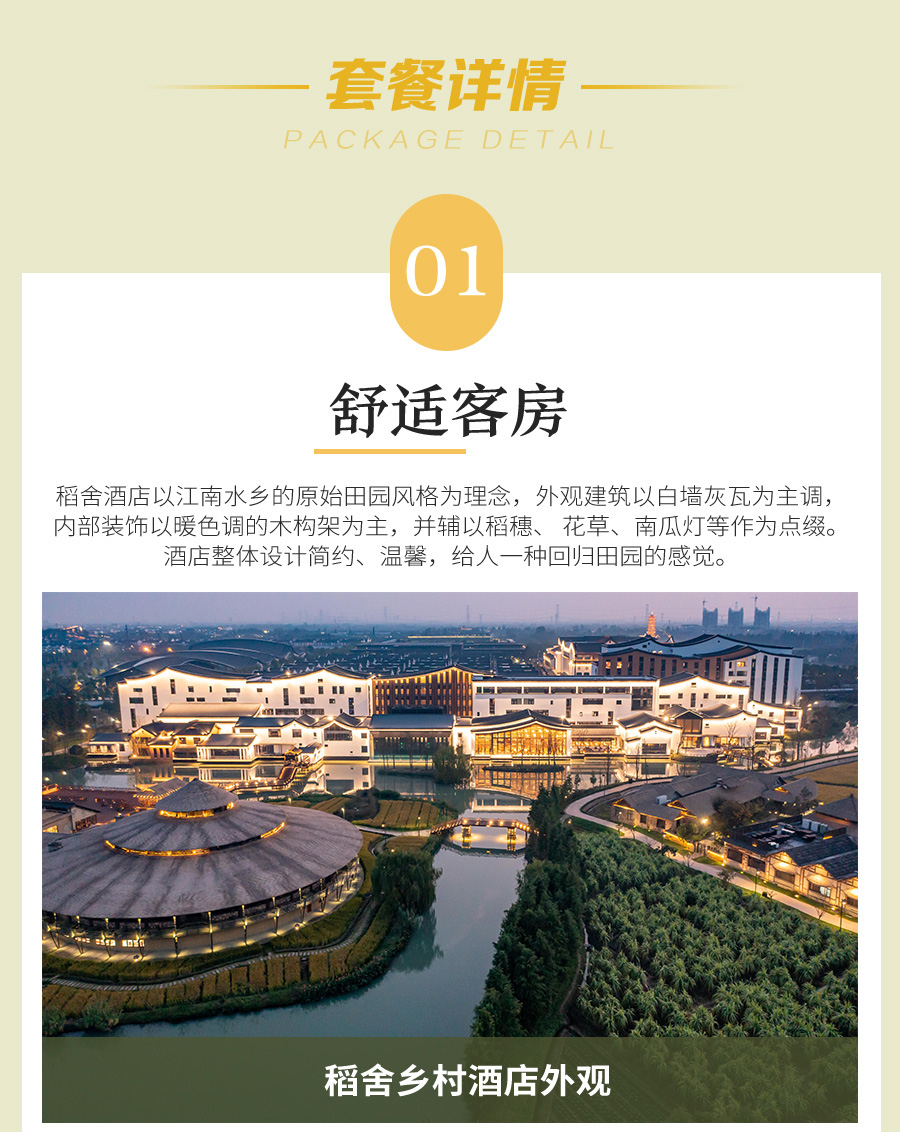 套餐详情
PACKAGE DETAIL
01
舒适客房
稻舍酒店以江南水乡的原始田园风格为理念，外观建筑以白墙灰瓦为主调，
内部装饰以暖色调的木构架为主，并辅以稻穗、 花草、南瓜灯等作为点缀。
酒店整体设计简约、温馨，给人一种回归田园的感觉。
稻舍乡村酒店外观